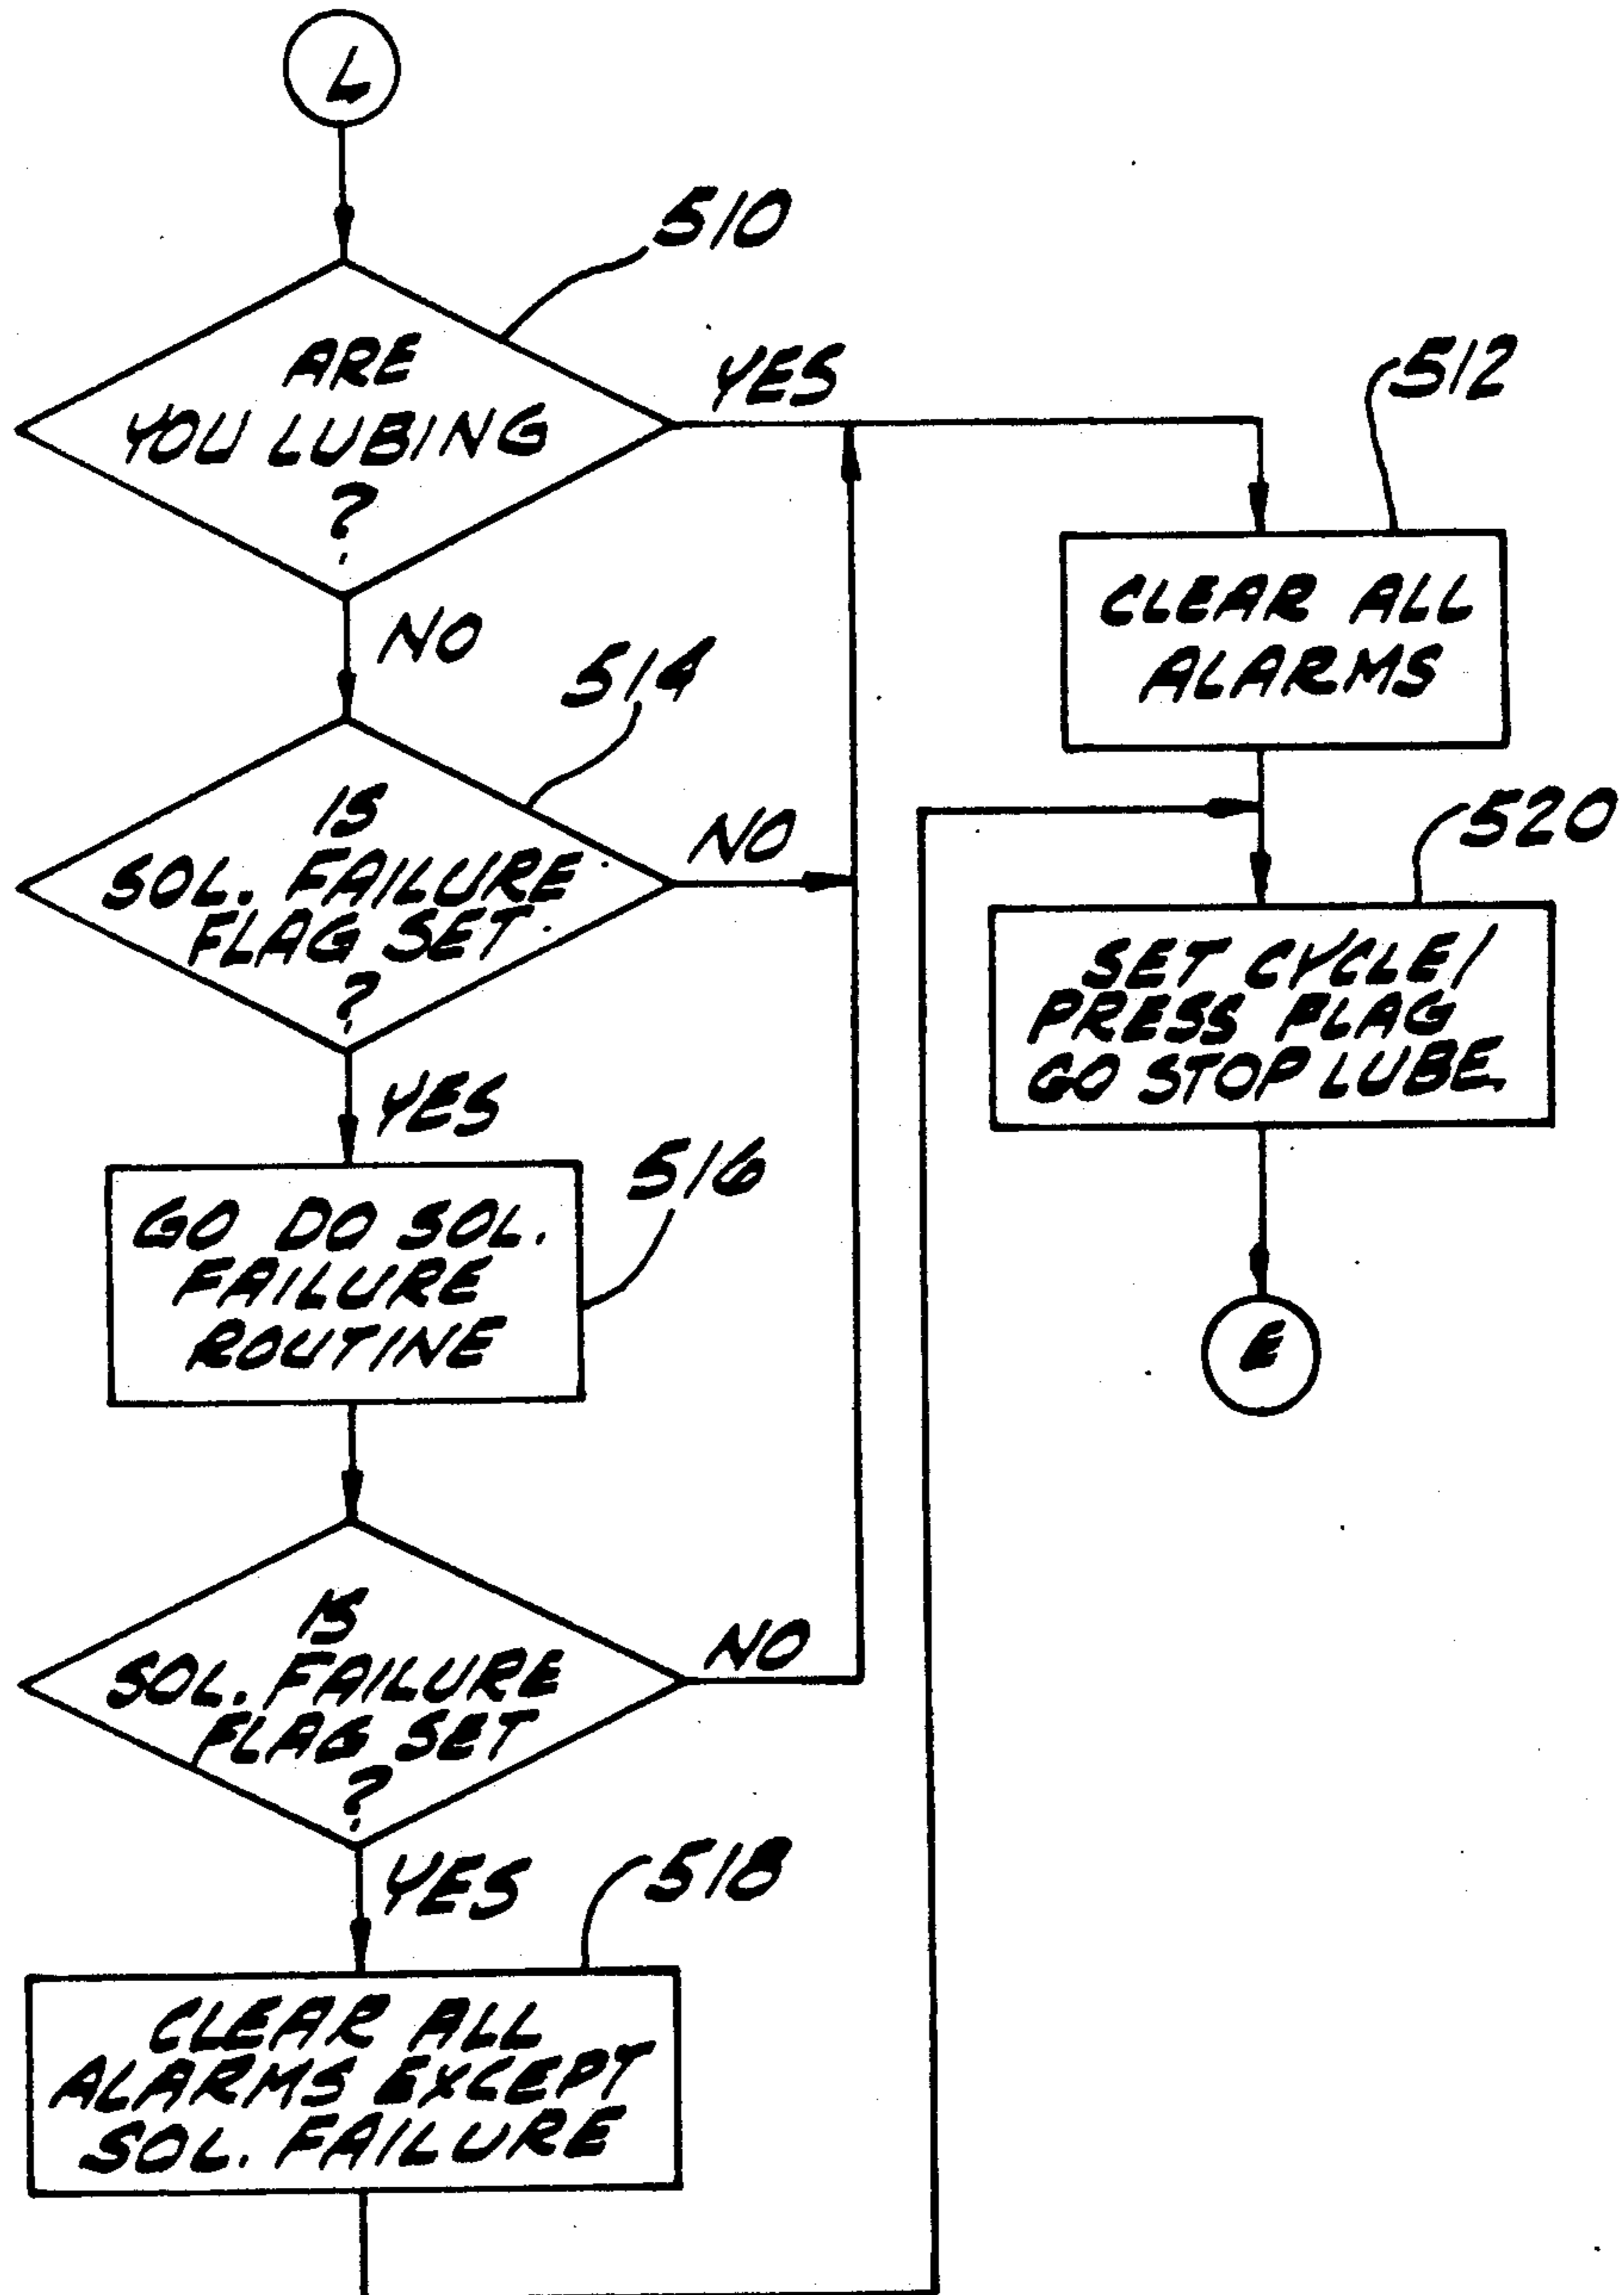 L
510
ARE
YOU LUBING
?
YES
NO
512
CLEAR ALL
ALARMS
514
IS
SOL. FAILURE
FLAG SET
?
NO
YES
520
SET CYCLE/
PRESS FLAG
GO STOP LUBE.
E
516
GO DO SOL.
FAILURE
ROUTINE
IS
SOL. FAILURE
FLAG SET
?
NO
YES
518
CLEAR ALL
ALARMS EXCEPT
SOL. FAILURE